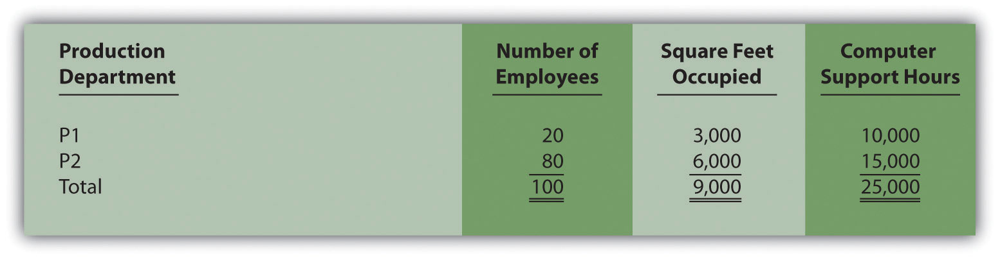 Production Department Number of Employees Square Feet Occupied Computer Support Hours
P1 20 3,000 10,000
P2 80 6,000 15,000
Total 100 9,000 25,000